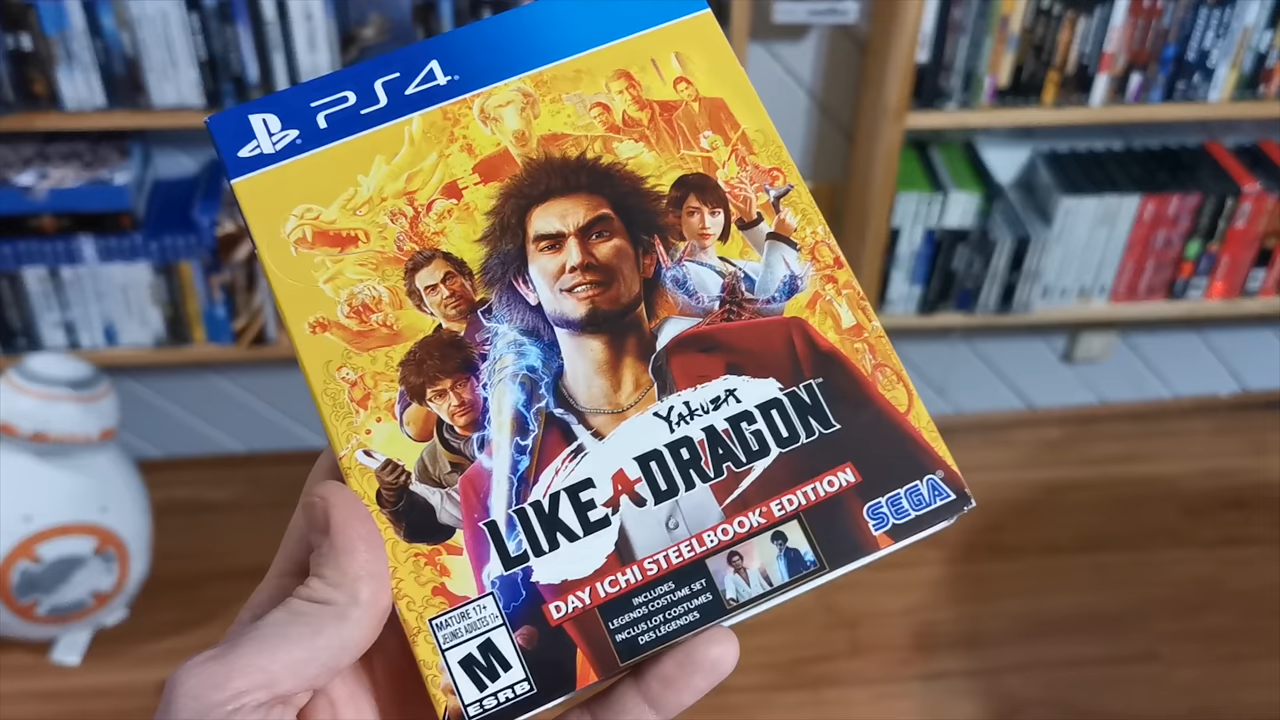 PS4
YAKUZA
LIKE A DRAGON™
DAY ICHI STEELBOOK® EDITION
INCLUDES
LEGENDS COSTUME SET
INCLUS LOT COSTUMES
DES LÉGENDES
SEGA®
MATURE 17+
JEUNES ADULTES 17+
M
ESRB